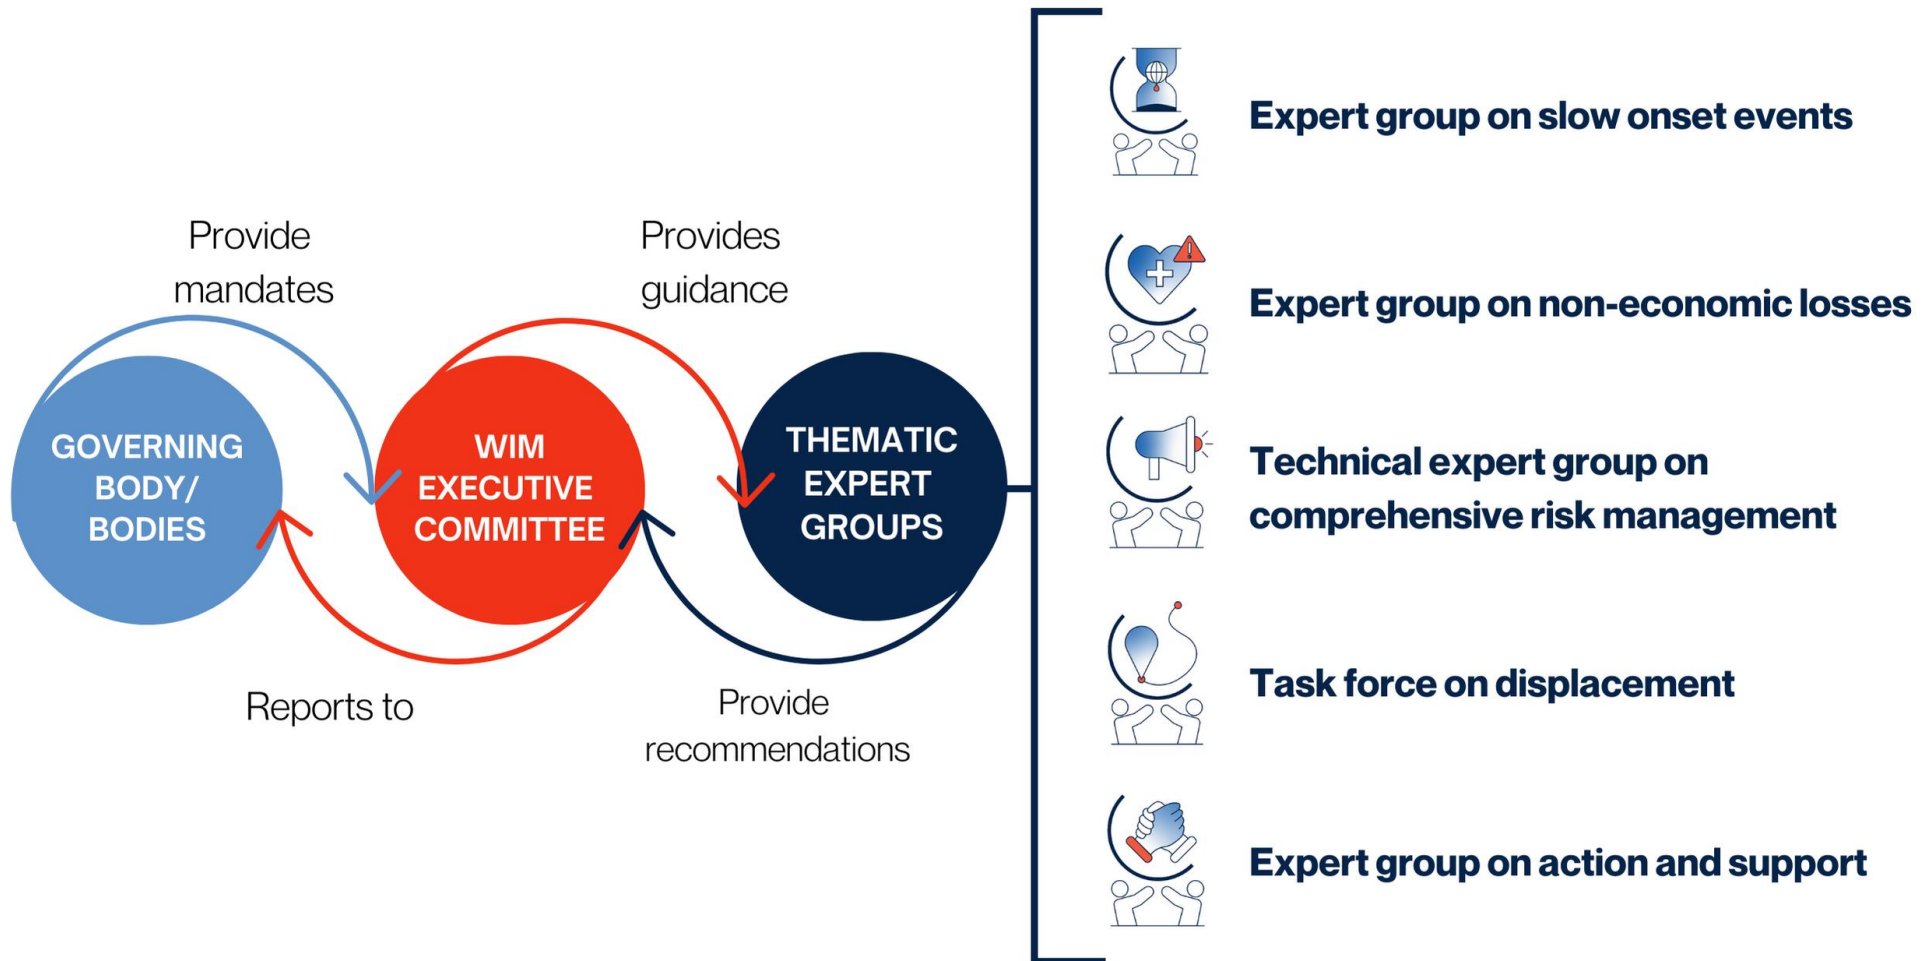 Provide
mandates
Provides
guidance
GOVERNING
BODY/
BODIES
WIM
EXECUTIVE
COMMITTEE
THEMATIC
EXPERT
GROUPS
Reports to
Provide
recommendations
Expert group on slow onset events
Expert group on non-economic losses
Technical expert group on
comprehensive risk management
Task force on displacement
Expert group on action and support